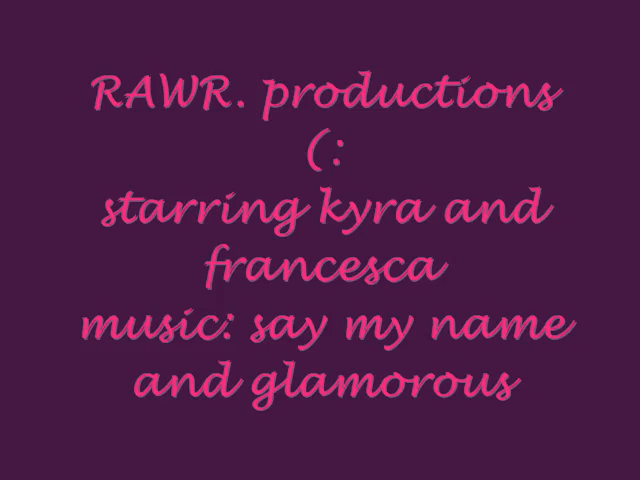 RAWR. productions
(:
starring kyra and
francesca
music: say my name
and glamorous